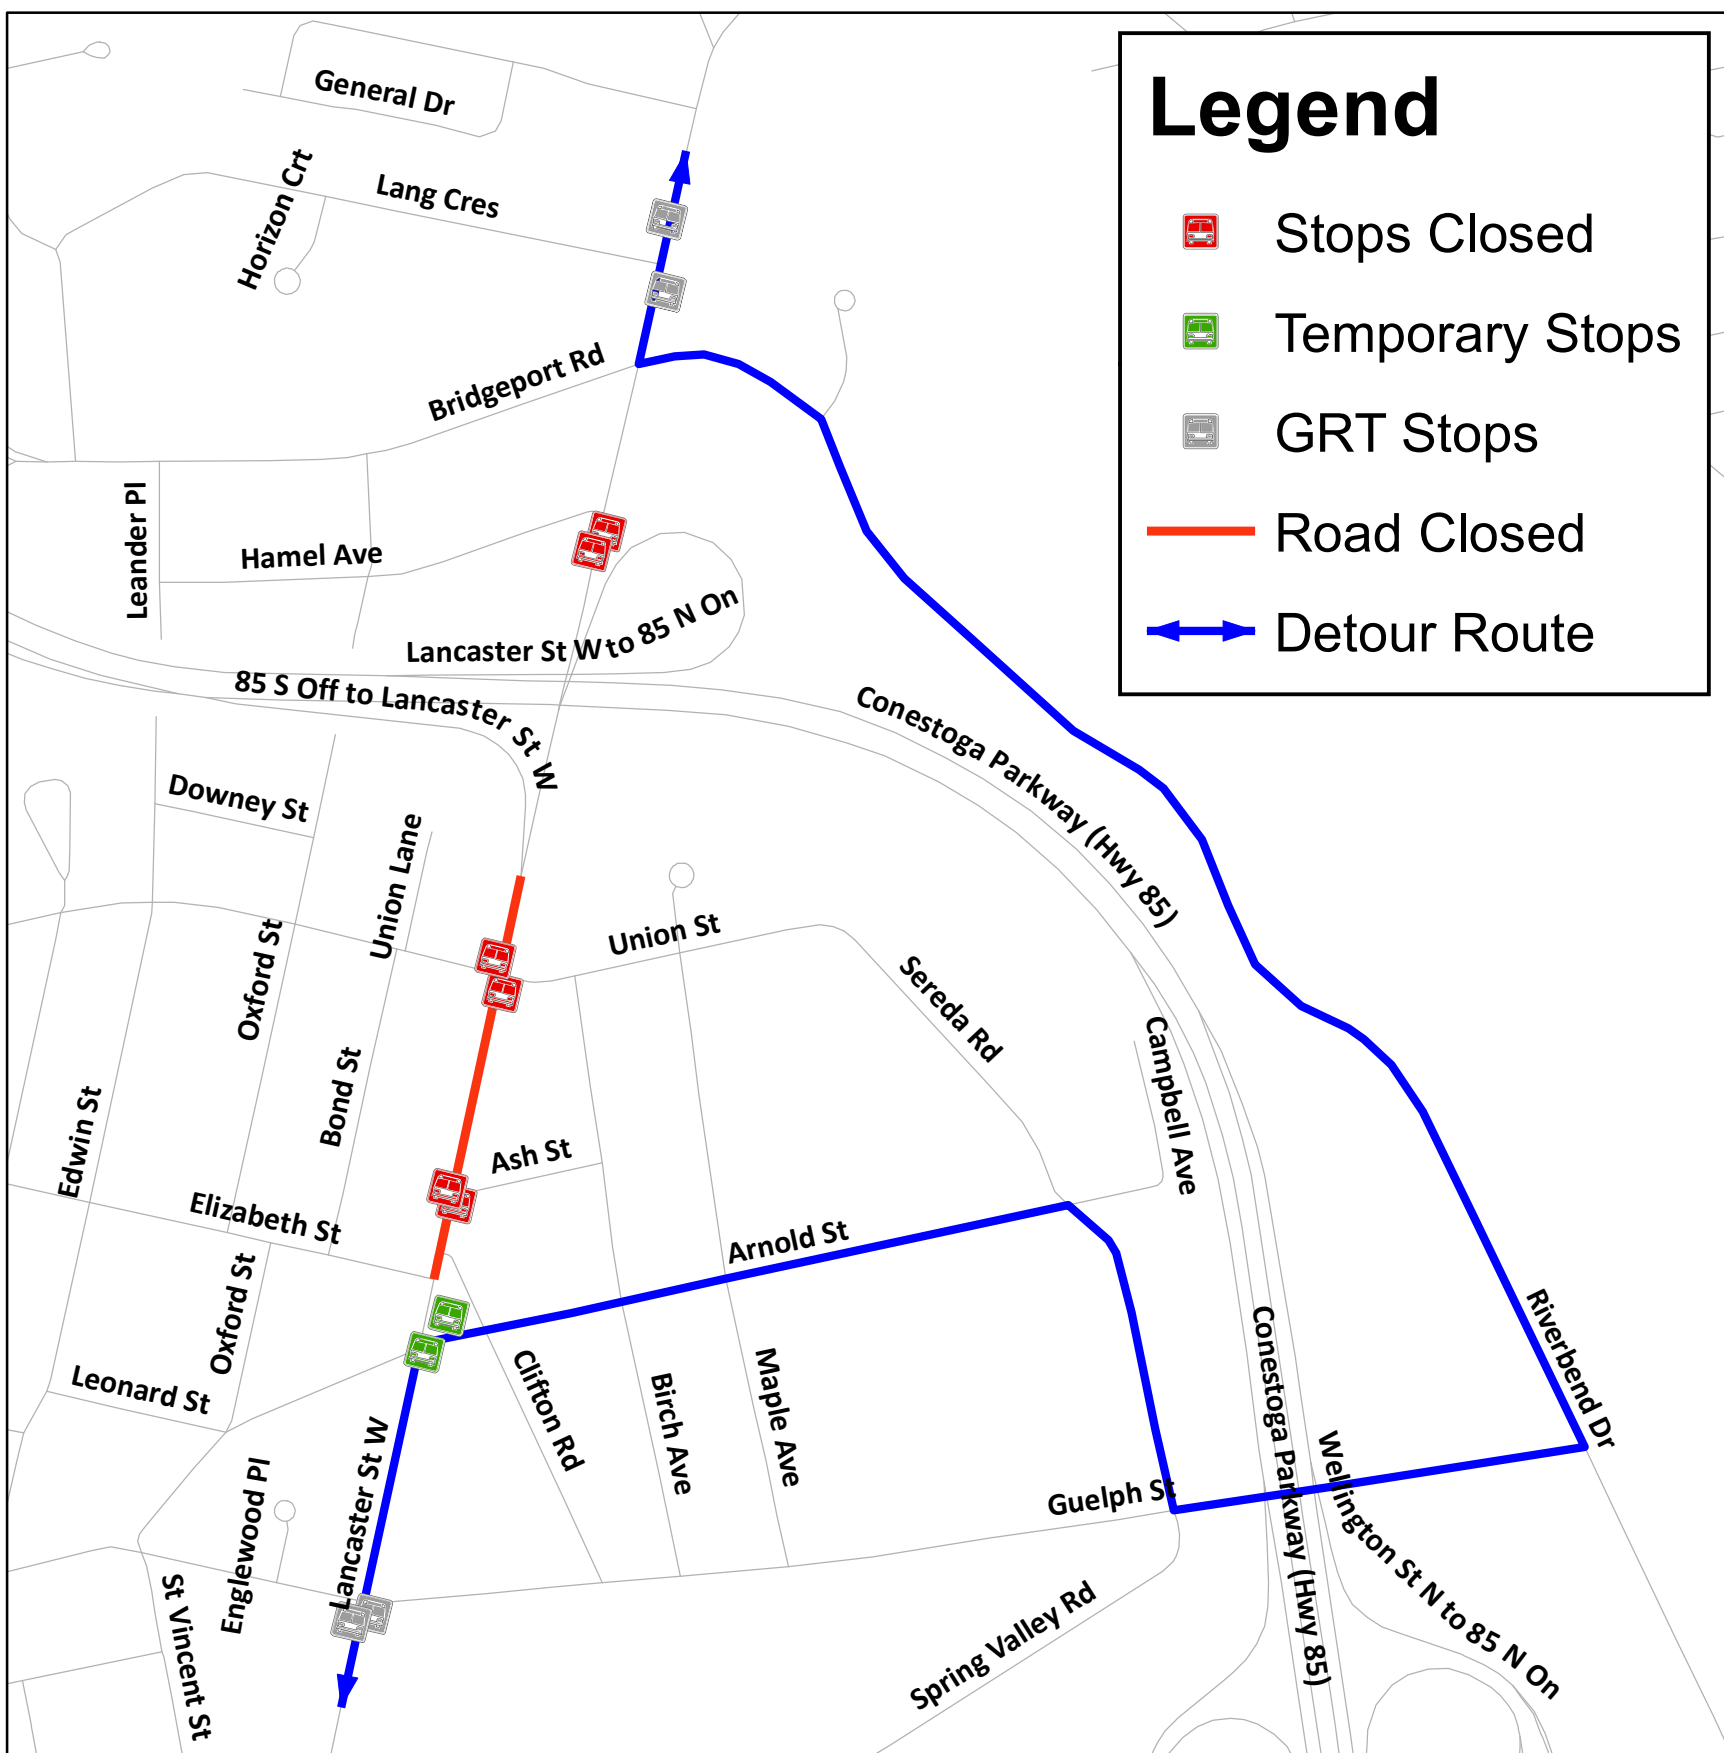 Legend
Stops Closed
Temporary Stops
GRT Stops
Road Closed
Detour Route
General Dr
Horizon Crt
Lang Cres
Bridgeport Rd
Leander Pl
Hamel Ave
Lancaster St W to 85 N On
85 S Off to Lancaster St W
Conestoga Parkway (Hwy 85)
Downey St
Union Lane
Oxford St
Union St
Sereda Rd
Campbell Ave
Bond St
Edwin St
Ash St
Elizabeth St
Arnold St
Oxford St
Leonard St
Clifton Rd
Birch Ave
Maple Ave
Conestoga Parkway (Hwy 85)
Riverbend Dr
Lancaster St W
Englewood Pl
Guelph St
Wellington St N to 85 N On
St Vincent St
Spring Valley Rd